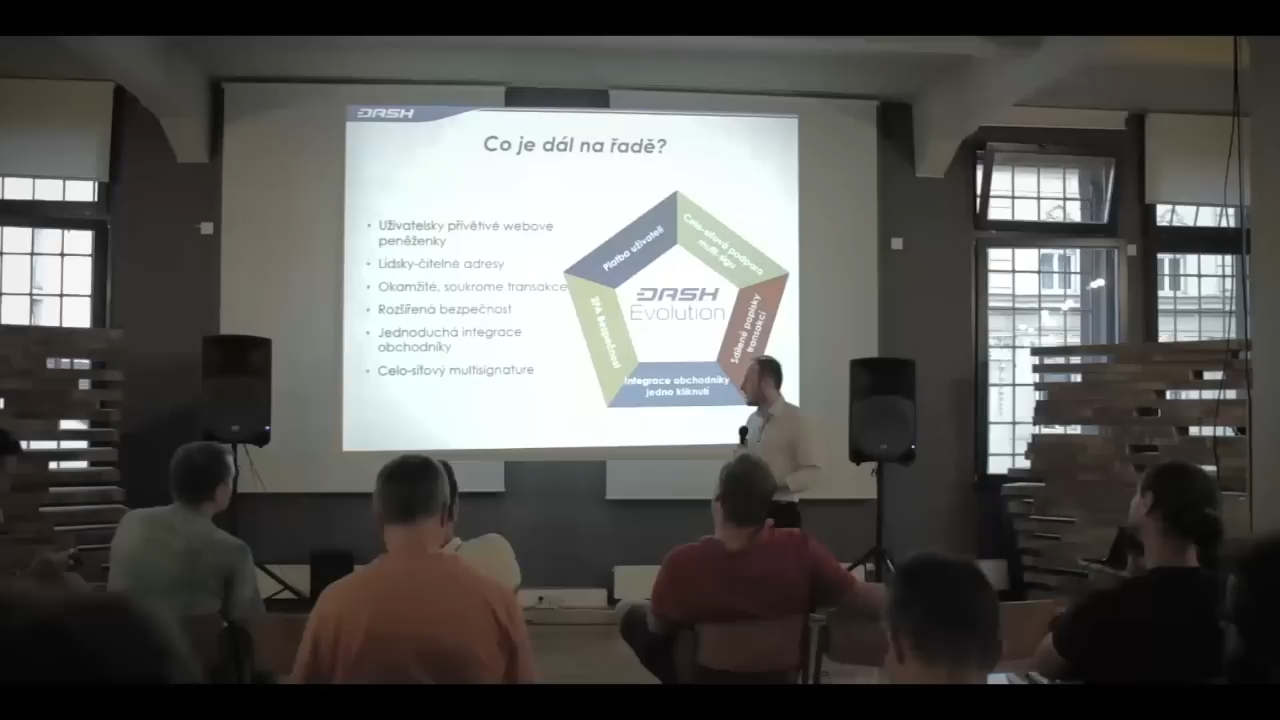 DASH
Co je dál na řadě?
• Uživatelsky přívětivé webové
peněženky
• Lidsky-čitelné adresy
• Okamžité, soukromé transakce
• Rozšířená bezpečnost
• Jednoduchá integrace
obchodníky
• Celo-síťový multisignature
Platba uživateli
Celo-síťová podpora
multi-sigu
Sdílené popisky
transakcí
Integrace obchodníky
jedno kliknutí
2FA Bezpečnost
DASH
Evolution